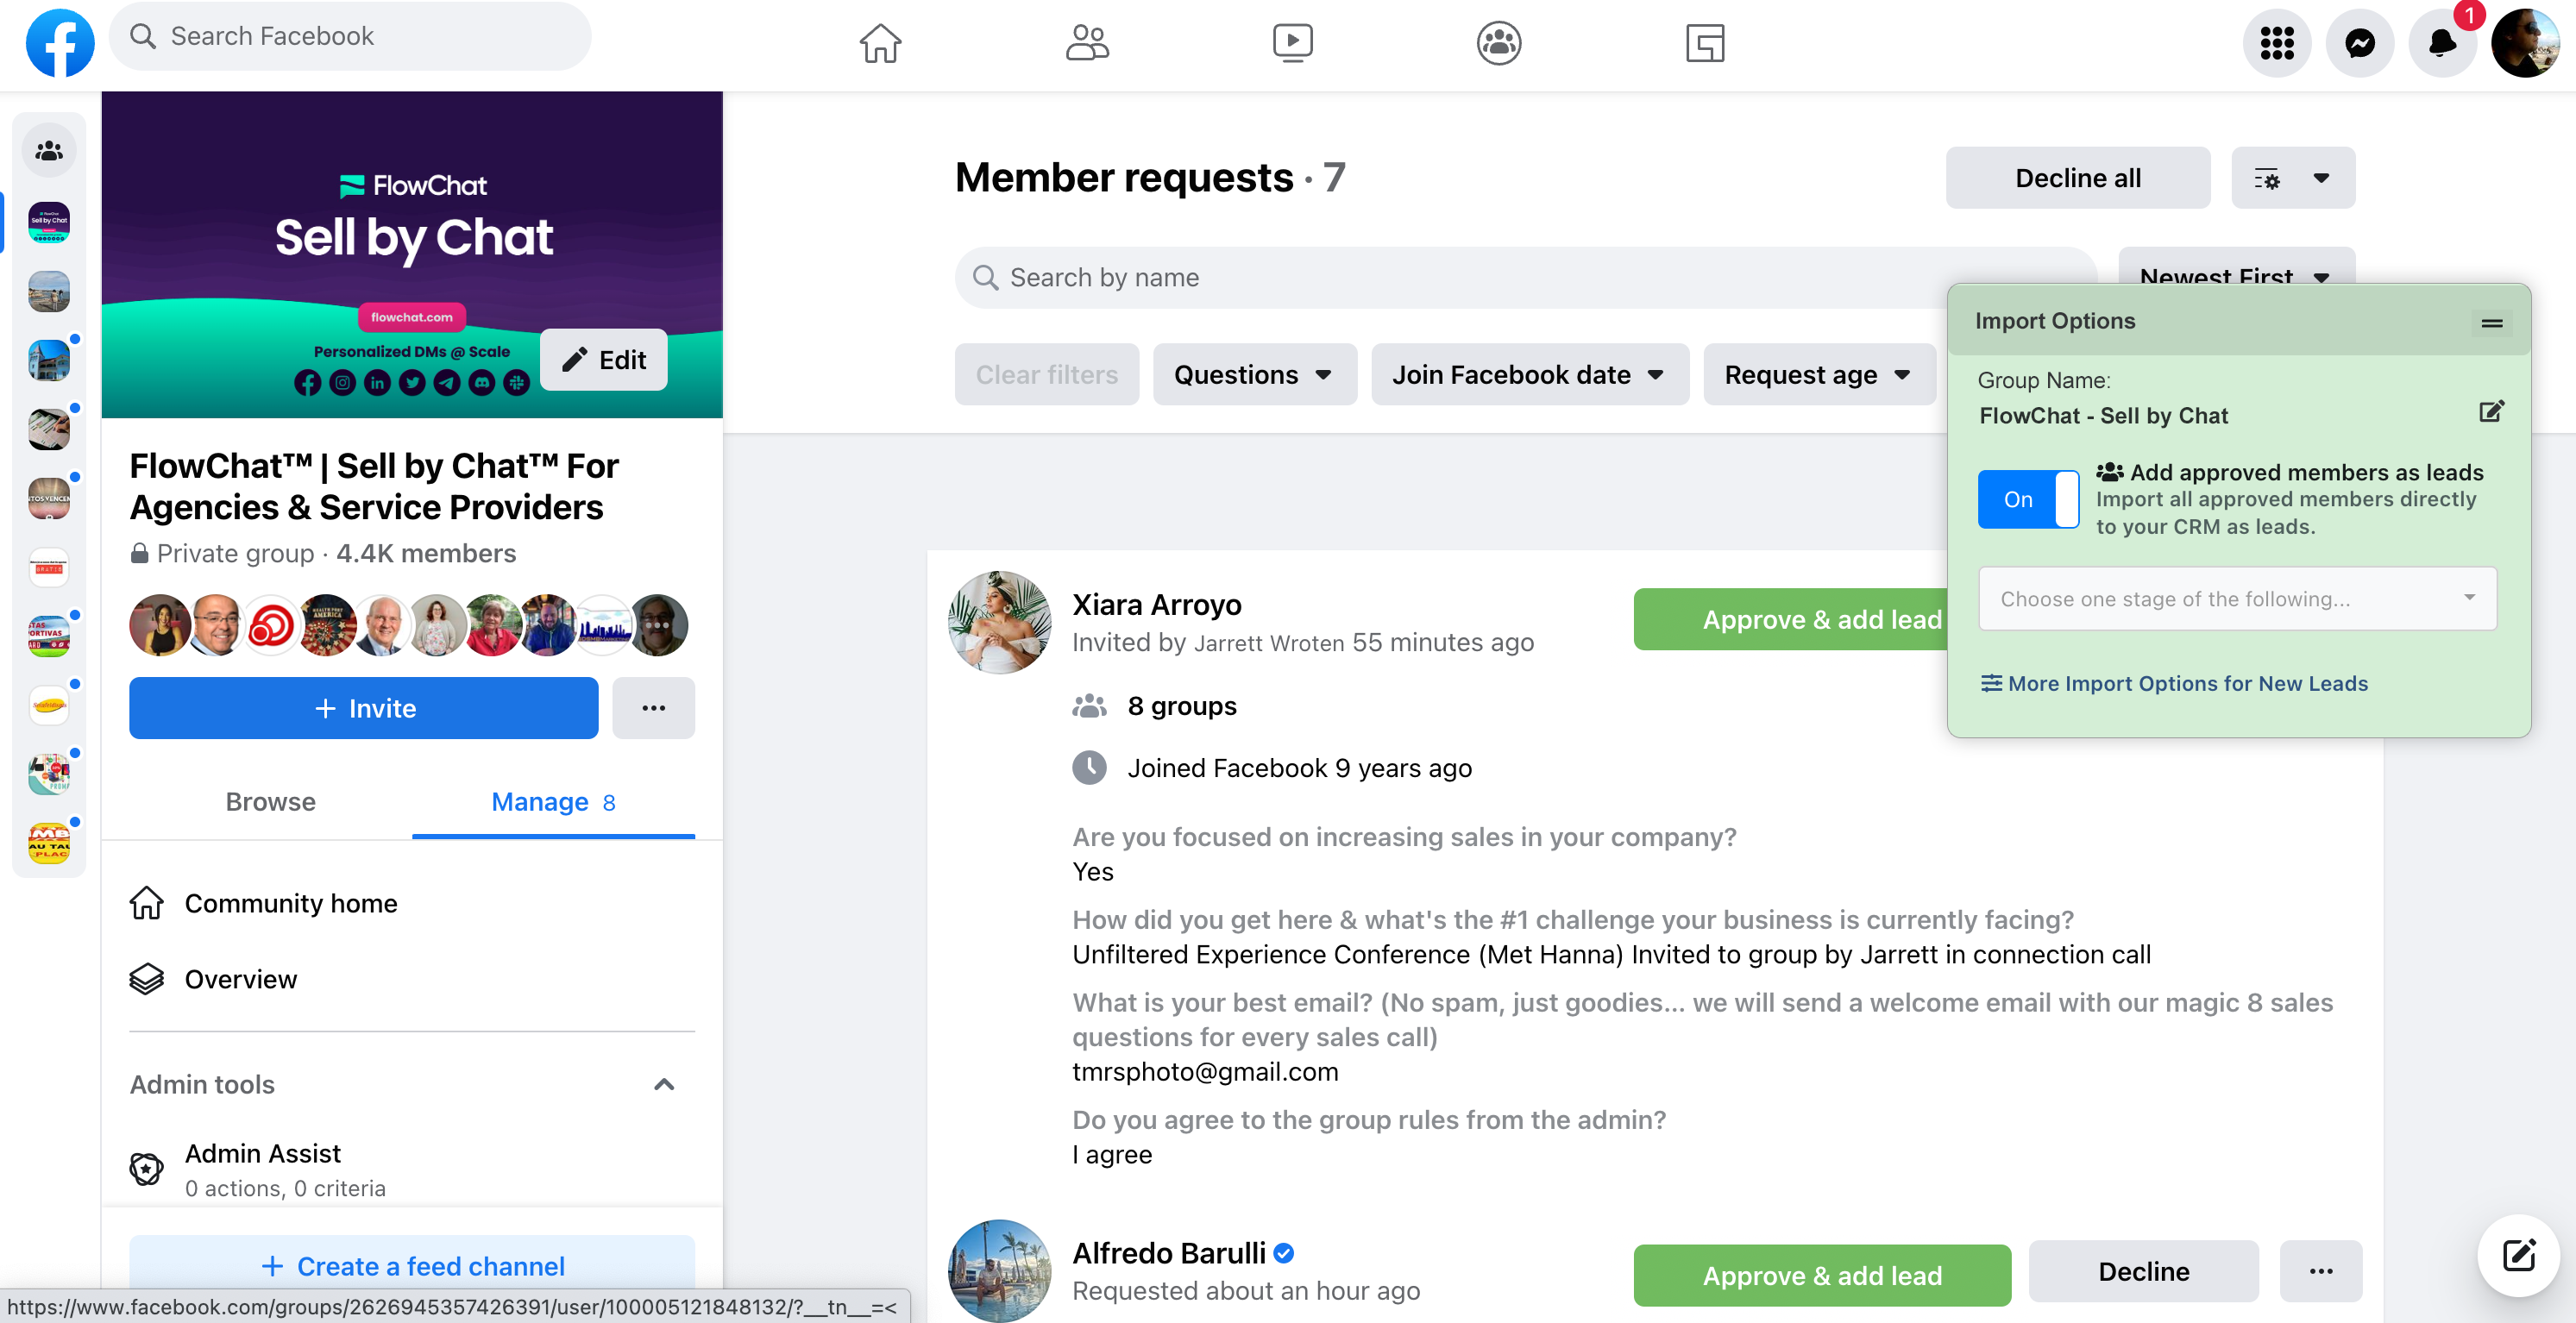 Search Facebook
1
FlowChat
Sell by Chat
flowchat.com
Personalized DMs @ Scale
Edit
FlowChat™ | Sell by Chat™ For
Agencies & Service Providers
Private group · 4.4K members
+ Invite
Browse
Manage 8
Community home
Overview
Admin tools
Admin Assist
0 actions, 0 criteria
+ Create a feed channel
https://www.facebook.com/groups/2626945357426391/user/100005121848132/?__tn__=<
Member requests · 7
Decline all
Search by name
Newest First
Clear filters
Questions
Join Facebook date
Request age
Import Options
Group Name:
FlowChat - Sell by Chat
On
Add approved members as leads
Import all approved members directly
to your CRM as leads.
Choose one stage of the following...
More Import Options for New Leads
Xiara Arroyo
Invited by Jarrett Wroten 55 minutes ago
Approve & add lead
8 groups
Joined Facebook 9 years ago
Are you focused on increasing sales in your company?
Yes
How did you get here & what's the #1 challenge your business is currently facing?
Unfiltered Experience Conference (Met Hanna) Invited to group by Jarrett in connection call
What is your best email? (No spam, just goodies... we will send a welcome email with our magic 8 sales
questions for every sales call)
tmrsphoto@gmail.com
Do you agree to the group rules from the admin?
I agree
Alfredo Barulli
Requested about an hour ago
Approve & add lead
Decline